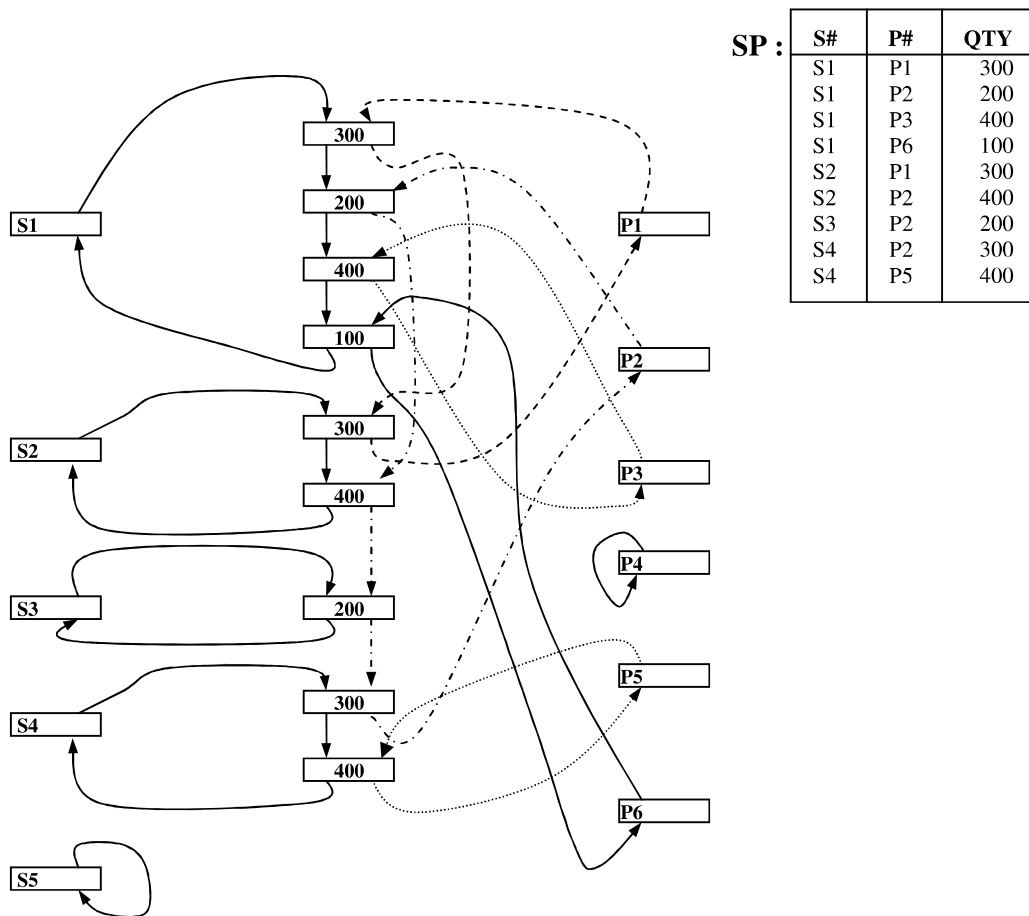 SP :
S# P# QTY
S1 P1 300
S1 P2 200
S1 P3 400
S1 P6 100
S2 P1 300
S2 P2 400
S3 P2 200
S4 P2 300
S4 P5 400
300
200
S1
P1
400
100
P2
300
S2
P3
400
P4
S3
200
P5
300
S4
400
P6
S5